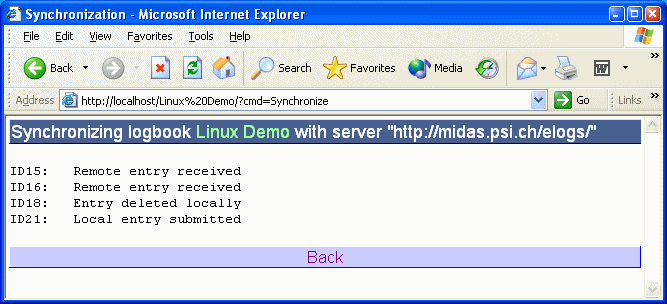 Synchronization - Microsoft Internet Explorer
File Edit View Favorites Tools Help
Back Search Favorites Media W
Address http://localhost/Linux%20Demo/?cmd=Synchronize Go Links
Synchronizing logbook Linux Demo with server "http://midas.psi.ch/elogs/"
ID15: Remote entry received
ID16: Remote entry received
ID18: Entry deleted locally
ID21: Local entry submitted
Back